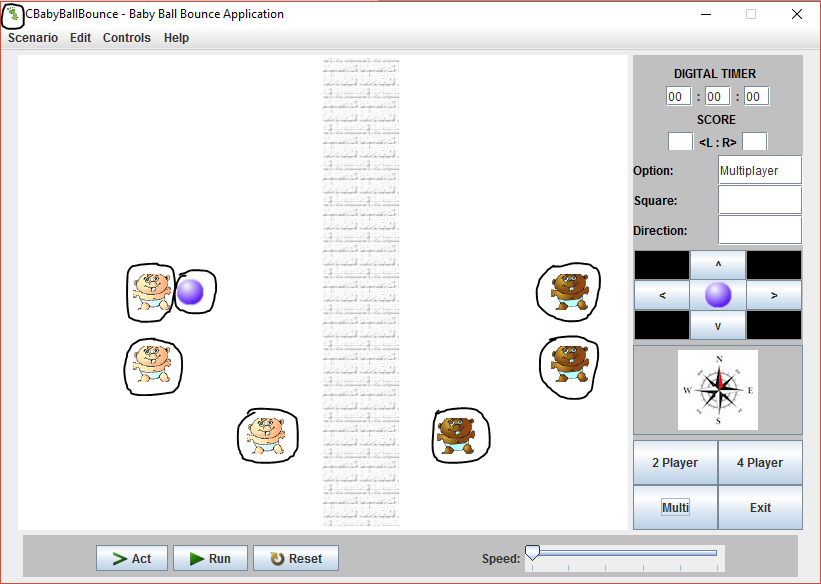 CBabyBallBounce - Baby Ball Bounce Application
Scenario Edit Controls Help
DIGITAL TIMER
00 : 00 : 00
SCORE
<L : R>
Option: Multiplayer
Square:
Direction:
^
< >
v
N
W E
S
2 Player 4 Player
Multi Exit
Act Run Reset Speed: